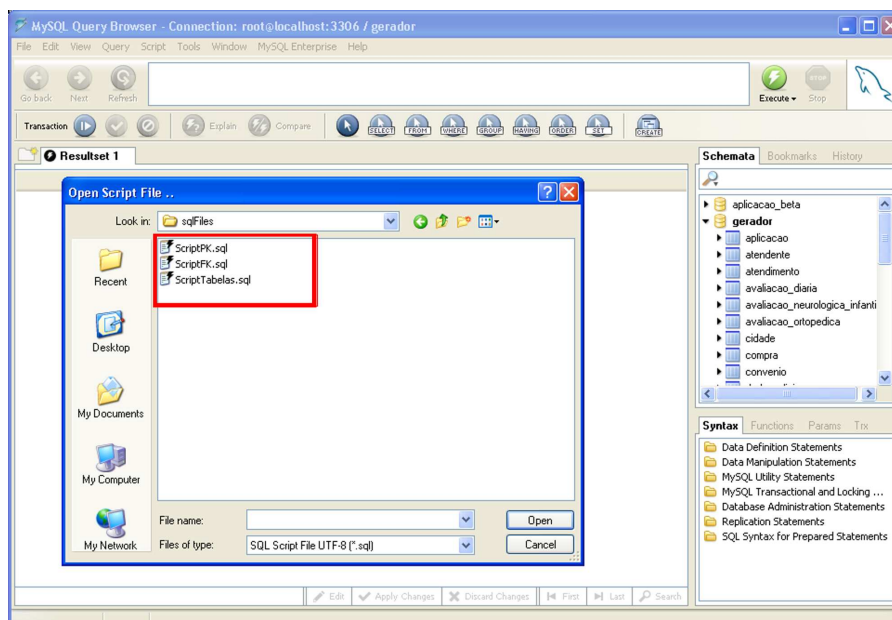 MySQL Query Browser - Connection: root@localhost:3306 / gerador
File Edit View Query Script Tools Window MySQL Enterprise Help
Go back Next Refresh Execute Stop
STOP
Transaction Explain Compare SELECT FROM WHERE GROUP HAVING ORDER SET CREATE
Resultset 1
Schemata Bookmarks History
Open Script File ..
Look in: sqlFiles
ScriptPK.sql
ScriptFK.sql
ScriptTabelas.sql
Recent
Desktop
My Documents
My Computer
My Network
File name: Open
Files of type: SQL Script File UTF-8 (*.sql) Cancel
aplicacao_beta
gerador
aplicacao
atendente
atendimento
avaliacao_diaria
avaliacao_neurologica_infanti
avaliacao_ortopedica
cidade
compra
convenio
Syntax Functions Params Trx
Data Definition Statements
Data Manipulation Statements
MySQL Utility Statements
MySQL Transactional and Locking ...
Database Administration Statements
Replication Statements
SQL Syntax for Prepared Statements
Edit Apply Changes Discard Changes First Last Search